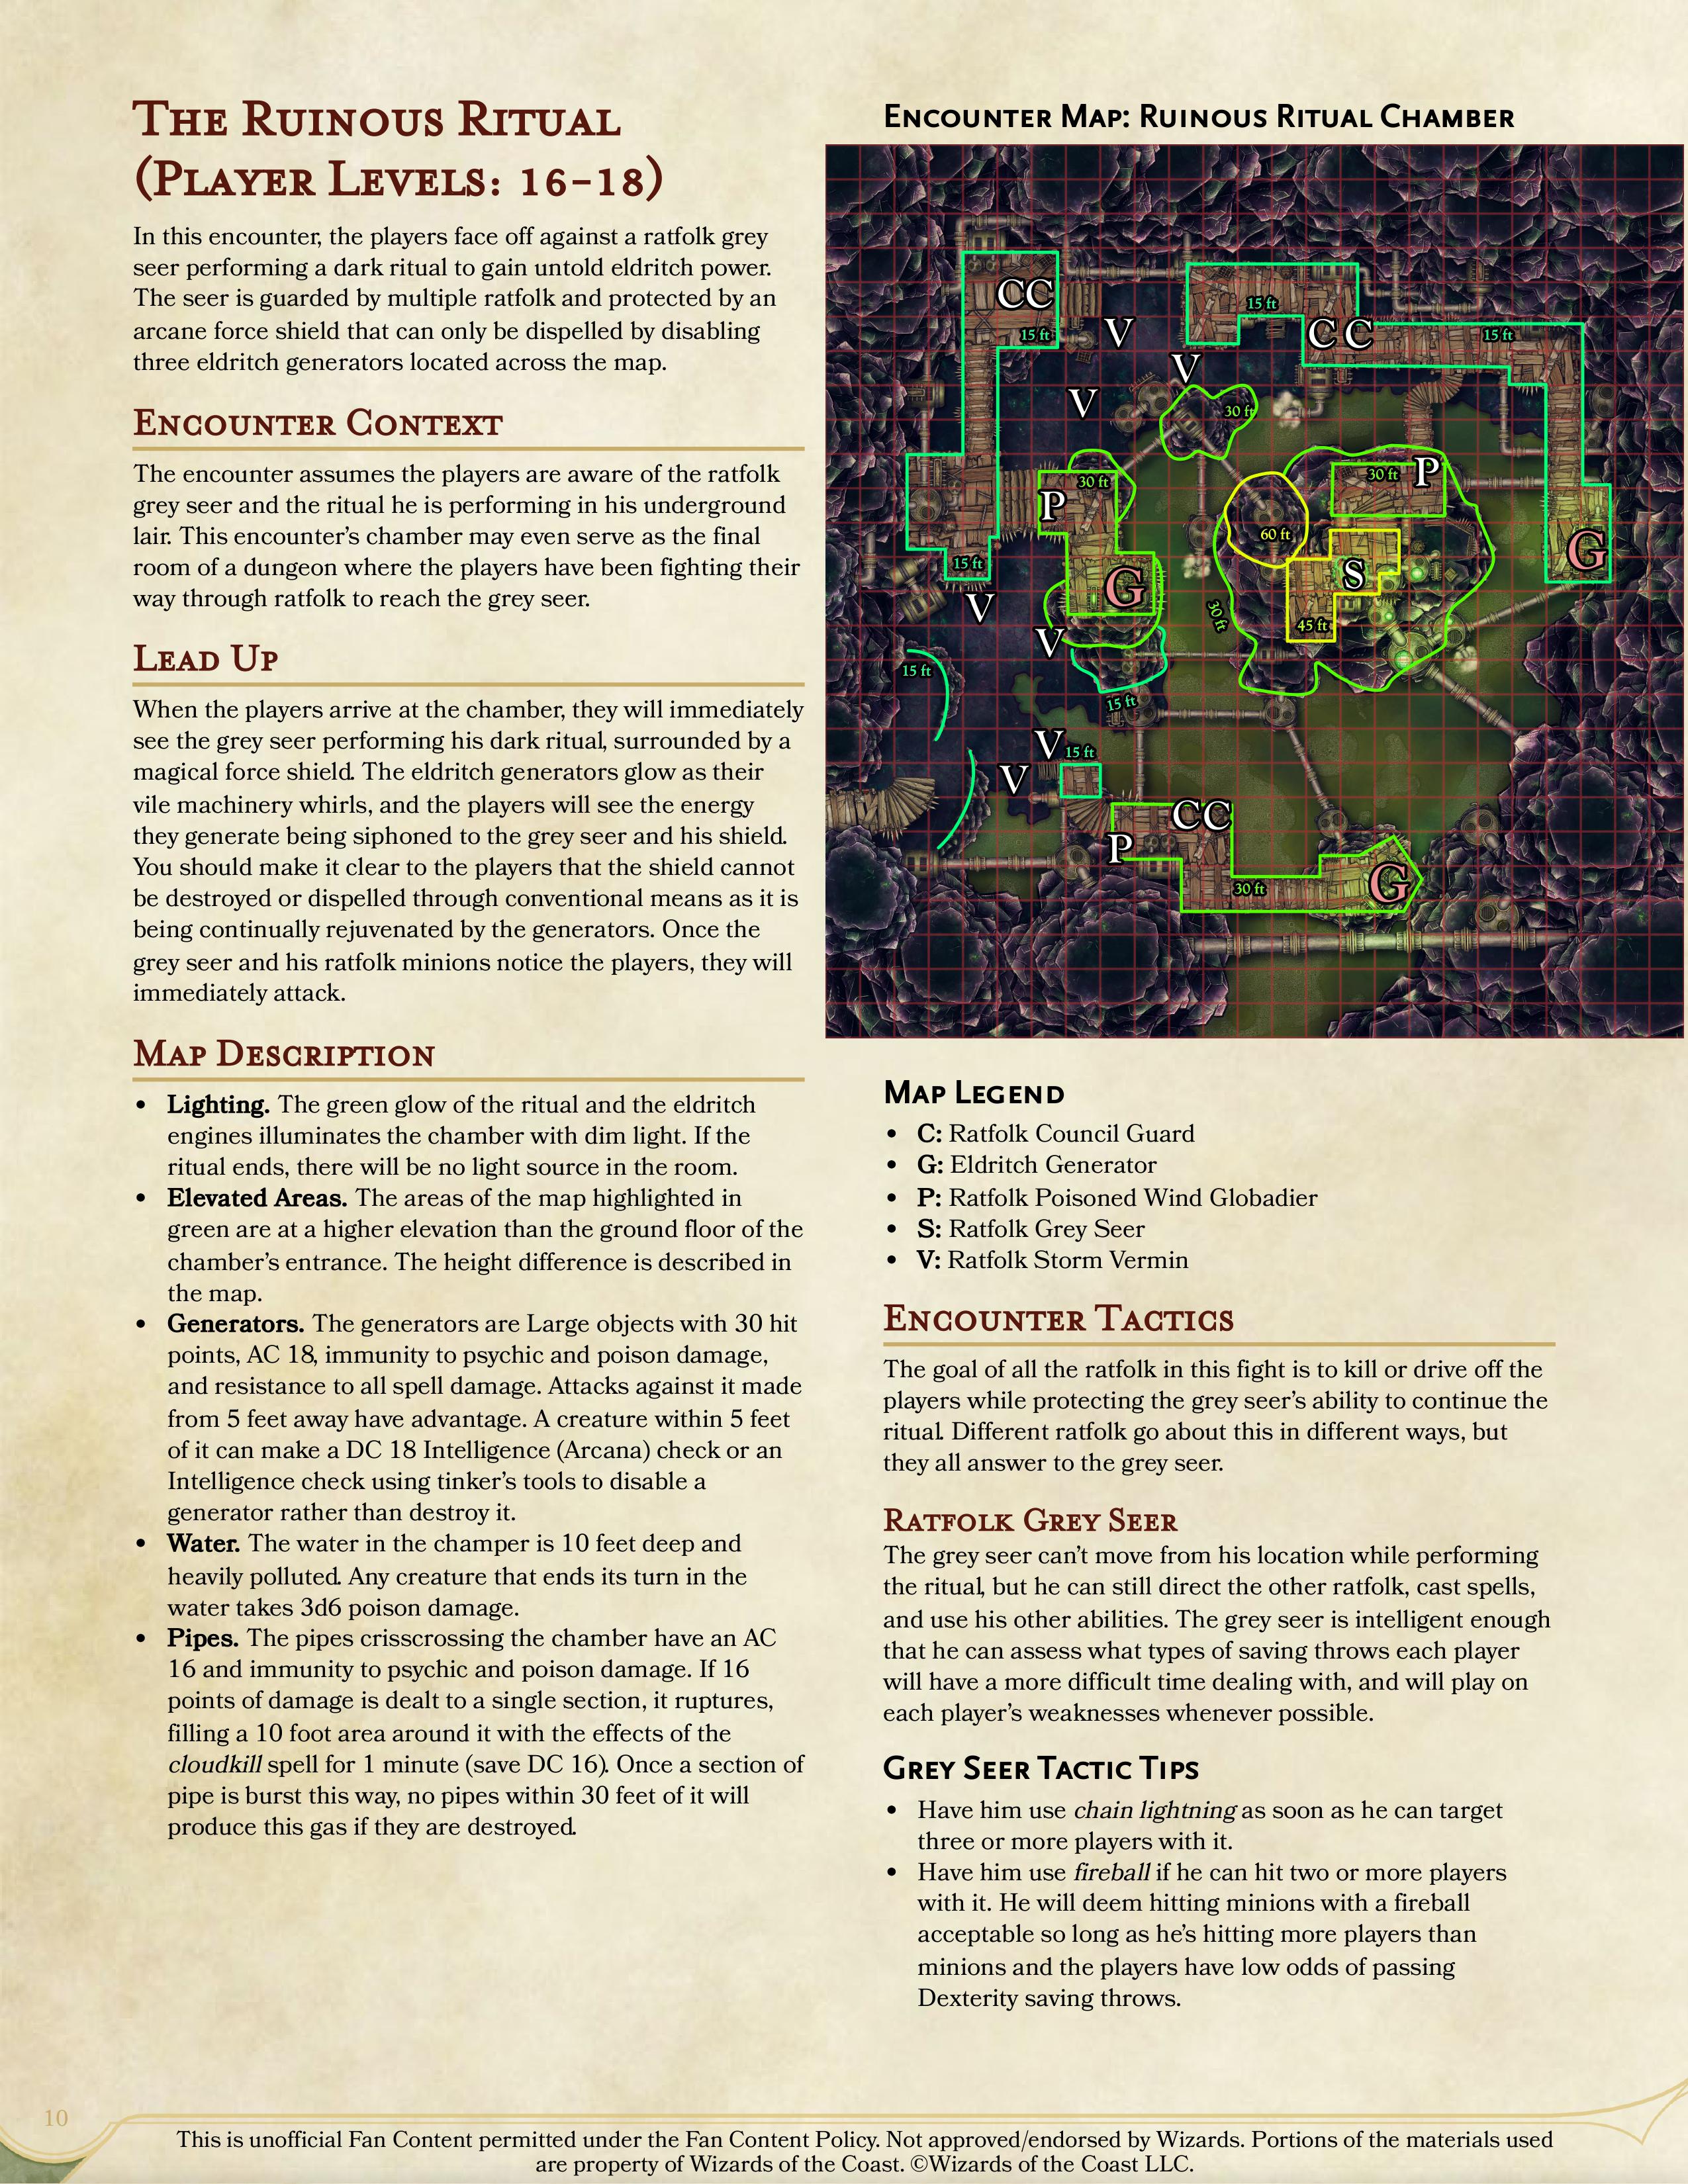 The Ruinous Ritual
(Player Levels: 16-18)
In this encounter, the players face off against a ratfolk grey
seer performing a dark ritual to gain untold eldritch power.
The seer is guarded by multiple ratfolk and protected by an
arcane force shield that can only be dispelled by disabling
three eldritch generators located across the map.
Encounter Context
The encounter assumes the players are aware of the ratfolk
grey seer and the ritual he is performing in his underground
lair. This encounter's chamber may even serve as the final
room of a dungeon where the players have been fighting their
way through ratfolk to reach the grey seer.
Lead Up
When the players arrive at the chamber, they will immediately
see the grey seer performing his dark ritual, surrounded by a
magical force shield. The eldritch generators glow as their
vile machinery whirls, and the players will see the energy
they generate being siphoned to the grey seer and his shield.
You should make it clear to the players that the shield cannot
be destroyed or dispelled through conventional means as it is
being continually rejuvenated by the generators. Once the
grey seer and his ratfolk minions notice the players, they will
immediately attack.
Map Description
• Lighting. The green glow of the ritual and the eldritch
engines illuminates the chamber with dim light. If the
ritual ends, there will be no light source in the room.
• Elevated Areas. The areas of the map highlighted in
green are at a higher elevation than the ground floor of the
chamber's entrance. The height difference is described in
the map.
• Generators. The generators are Large objects with 30 hit
points, AC 18, immunity to psychic and poison damage,
and resistance to all spell damage. Attacks against it made
from 5 feet away have advantage. A creature within 5 feet
of it can make a DC 18 Intelligence (Arcana) check or an
Intelligence check using tinker's tools to disable a
generator rather than destroy it.
• Water. The water in the champer is 10 feet deep and
heavily polluted. Any creature that ends its turn in the
water takes 3d6 poison damage.
• Pipes. The pipes crisscrossing the chamber have an AC
16 and immunity to psychic and poison damage. If 16
points of damage is dealt to a single section, it ruptures,
filling a 10 foot area around it with the effects of the
cloudkill spell for 1 minute (save DC 16). Once a section of
pipe is burst this way, no pipes within 30 feet of it will
produce this gas if they are destroyed.
Encounter Map: Ruinous Ritual Chamber
CC
15 ft
V
15 ft
CC
15 ft
V
V
30 ft
30 ft
P
30 ft
P
60 ft
G
15 ft
G
S
V
30 ft
45 ft
V
15 ft
15 ft
V
15 ft
V
CC
P
30 ft
G
Map Legend
• C: Ratfolk Council Guard
• G: Eldritch Generator
• P: Ratfolk Poisoned Wind Globadier
• S: Ratfolk Grey Seer
• V: Ratfolk Storm Vermin
Encounter Tactics
The goal of all the ratfolk in this fight is to kill or drive off the
players while protecting the grey seer's ability to continue the
ritual. Different ratfolk go about this in different ways, but
they all answer to the grey seer.
Ratfolk Grey Seer
The grey seer can't move from his location while performing
the ritual, but he can still direct the other ratfolk, cast spells,
and use his other abilities. The grey seer is intelligent enough
that he can assess what types of saving throws each player
will have a more difficult time dealing with, and will play on
each player's weaknesses whenever possible.
Grey Seer Tactic Tips
• Have him use chain lightning as soon as he can target
three or more players with it.
• Have him use fireball if he can hit two or more players
with it. He will deem hitting minions with a fireball
acceptable so long as he's hitting more players than
minions and the players have low odds of passing
Dexterity saving throws.
10
This is unofficial Fan Content permitted under the Fan Content Policy. Not approved/endorsed by Wizards. Portions of the materials used
are property of Wizards of the Coast. ©Wizards of the Coast LLC.